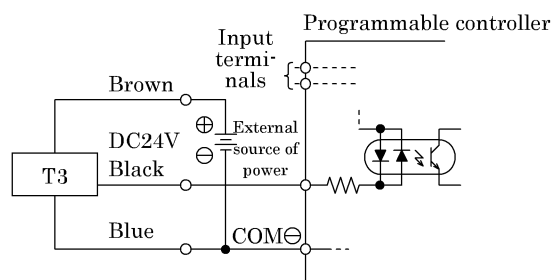 Programmable controller
Input
termi-
nals
Brown
DC24V
⊕
⊖
External
source of
power
T3
Black
Blue
COM⊖